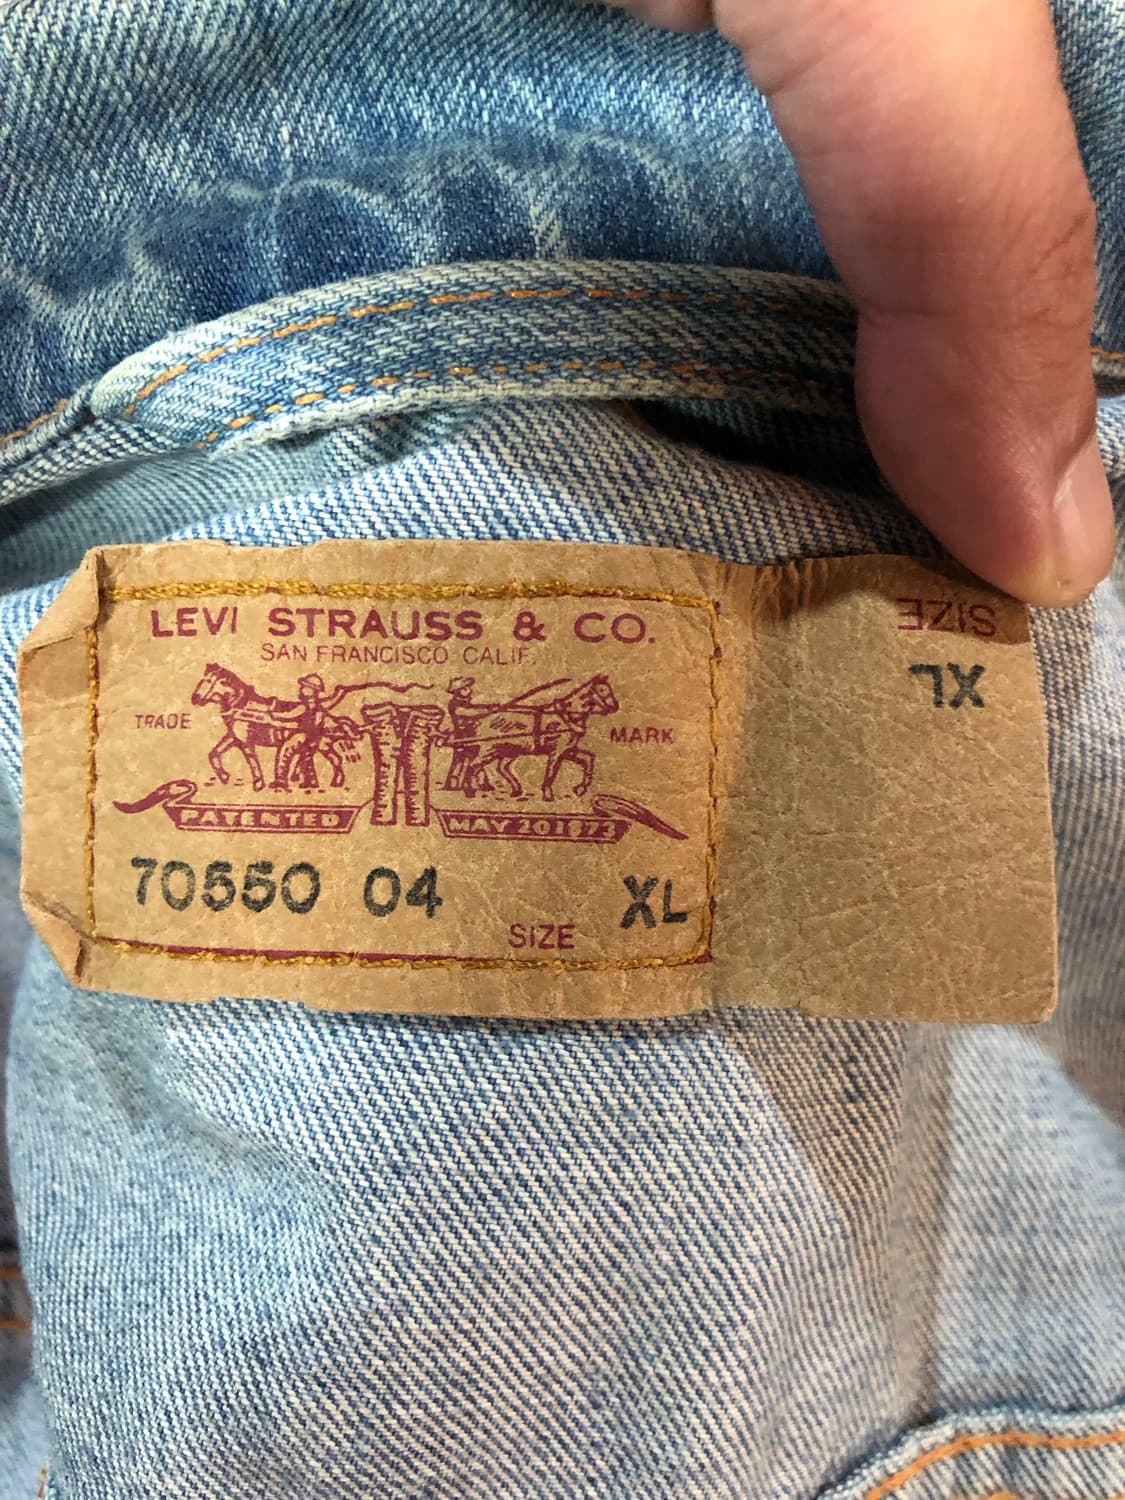 LEVI STRAUSS & CO.
SAN FRANCISCO CALIF.
TRADE MARK
PATENTED MAY 20 1873
70550 04 XL
SIZE
SIZE
XL